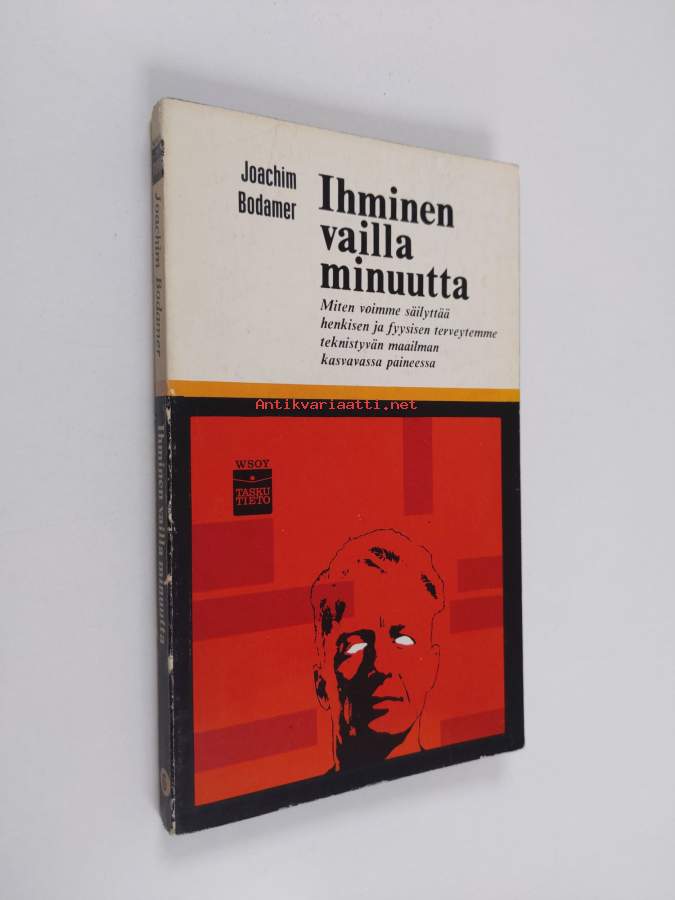 Joachim
Bodamer
Ihminen
vailla
minuutta
Miten voimme säilyttää
henkisen ja fyysisen terveytemme
teknistyvän maailman
kasvavassa paineessa
Antikvariaatti.net
WSOY
TASKU
TIETO
Joachim Bodamer
Ihminen vailla minuutta